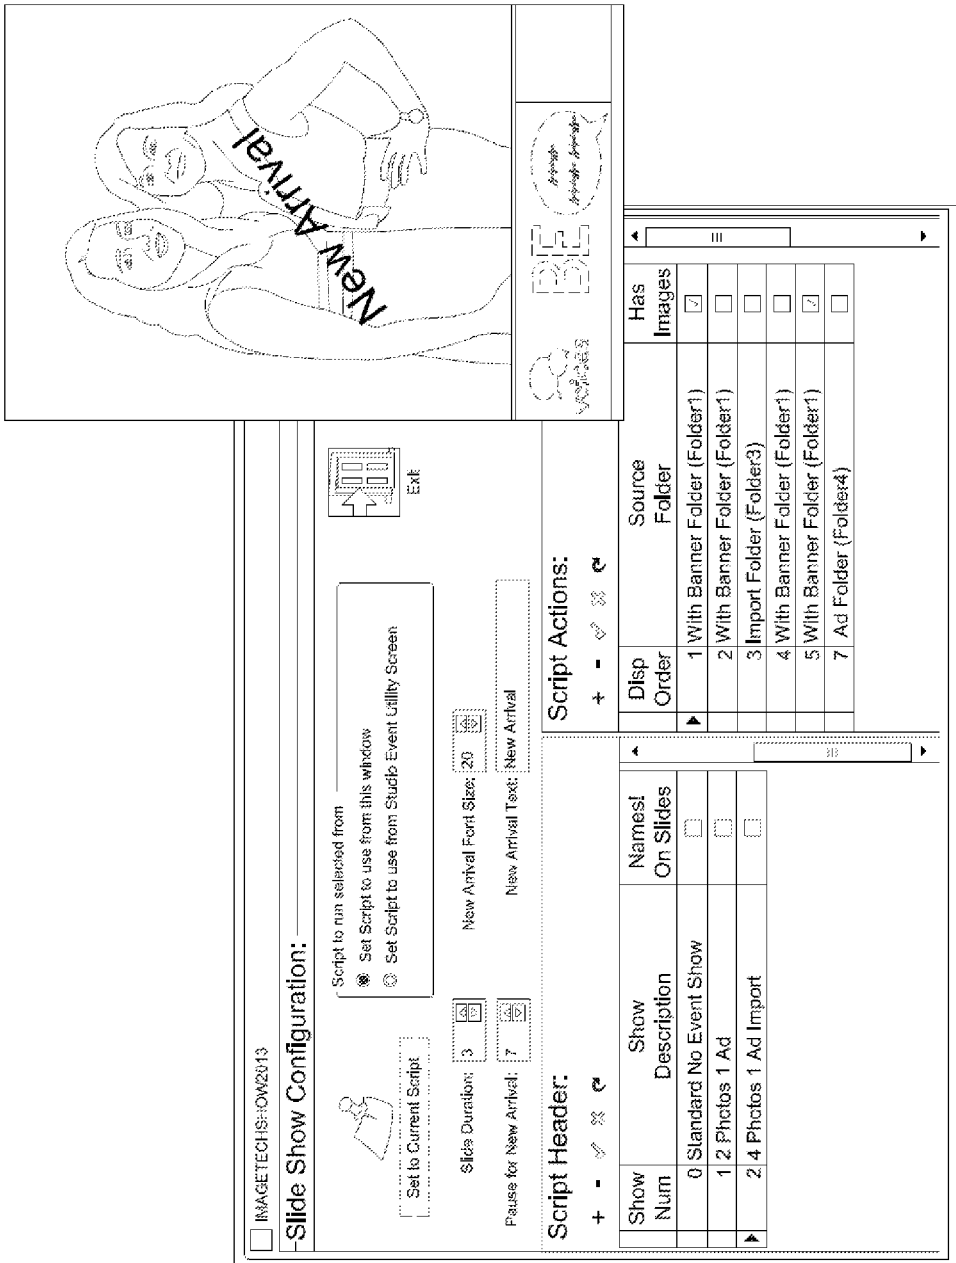 New Arrival
voices
BE
IMAGETECHSHOW2013
Slide Show Configuration:
Script to run selected from
Set Script to use from this window
Set Script to use from Studio Event Utility Screen
Exit
Set to Current Script
Slide Duration: 3
New Arrival Font Size: 20
Pause for New Arrival: 7
New Arrival Text: New Arrival
Script Header:
Show Num
Show Description
Names! On Slides
0 Standard No Event Show
1 2 Photos 1 Ad
2 4 Photos 1 Ad Import
Script Actions:
Disp Order
Source Folder
Has Images
1 With Banner Folder (Folder1)
2 With Banner Folder (Folder1)
3 Import Folder (Folder3)
4 With Banner Folder (Folder1)
5 With Banner Folder (Folder1)
7 Ad Folder (Folder4)